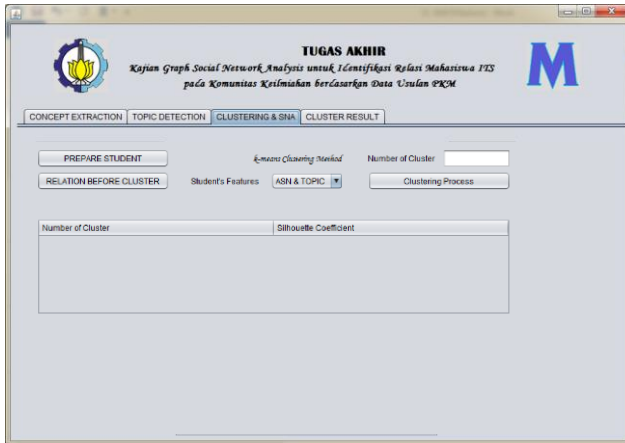 TUGAS AKHIR
Kajian Graph Social Network Analysis untuk Identifikasi Relasi Mahasiswa ITS
pada Komunitas Keilmiahan berdasarkan Data Usulan PKM
M
CONCEPT EXTRACTION TOPIC DETECTION CLUSTERING & SNA CLUSTER RESULT
PREPARE STUDENT k-means Clustering Method Number of Cluster
RELATION BEFORE CLUSTER Student's Features ASN & TOPIC Clustering Process
Number of Cluster Silhouette Coefficient